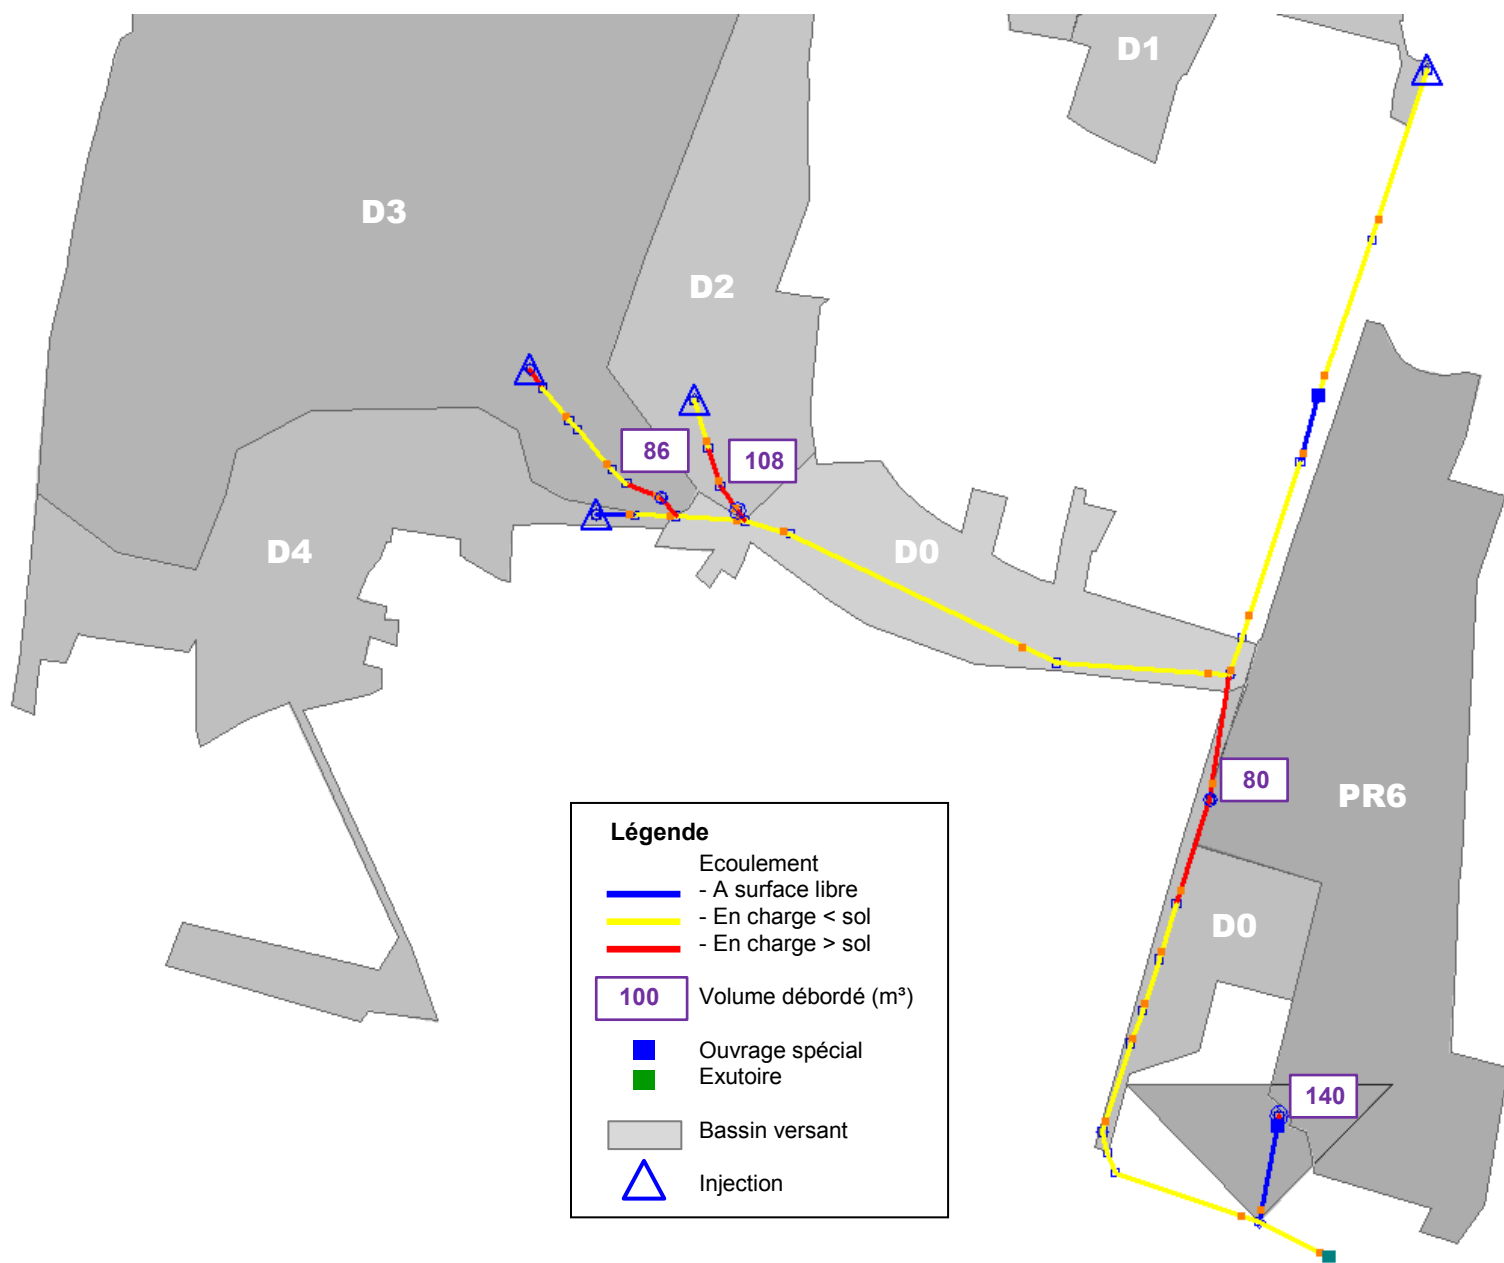 D1
D3
D2
86
108
D4
D0
80
PR6
D0
140
Légende
Ecoulement
- A surface libre
- En charge < sol
- En charge > sol
100 Volume débordé (m³)
Ouvrage spécial
Exutoire
Bassin versant
Injection